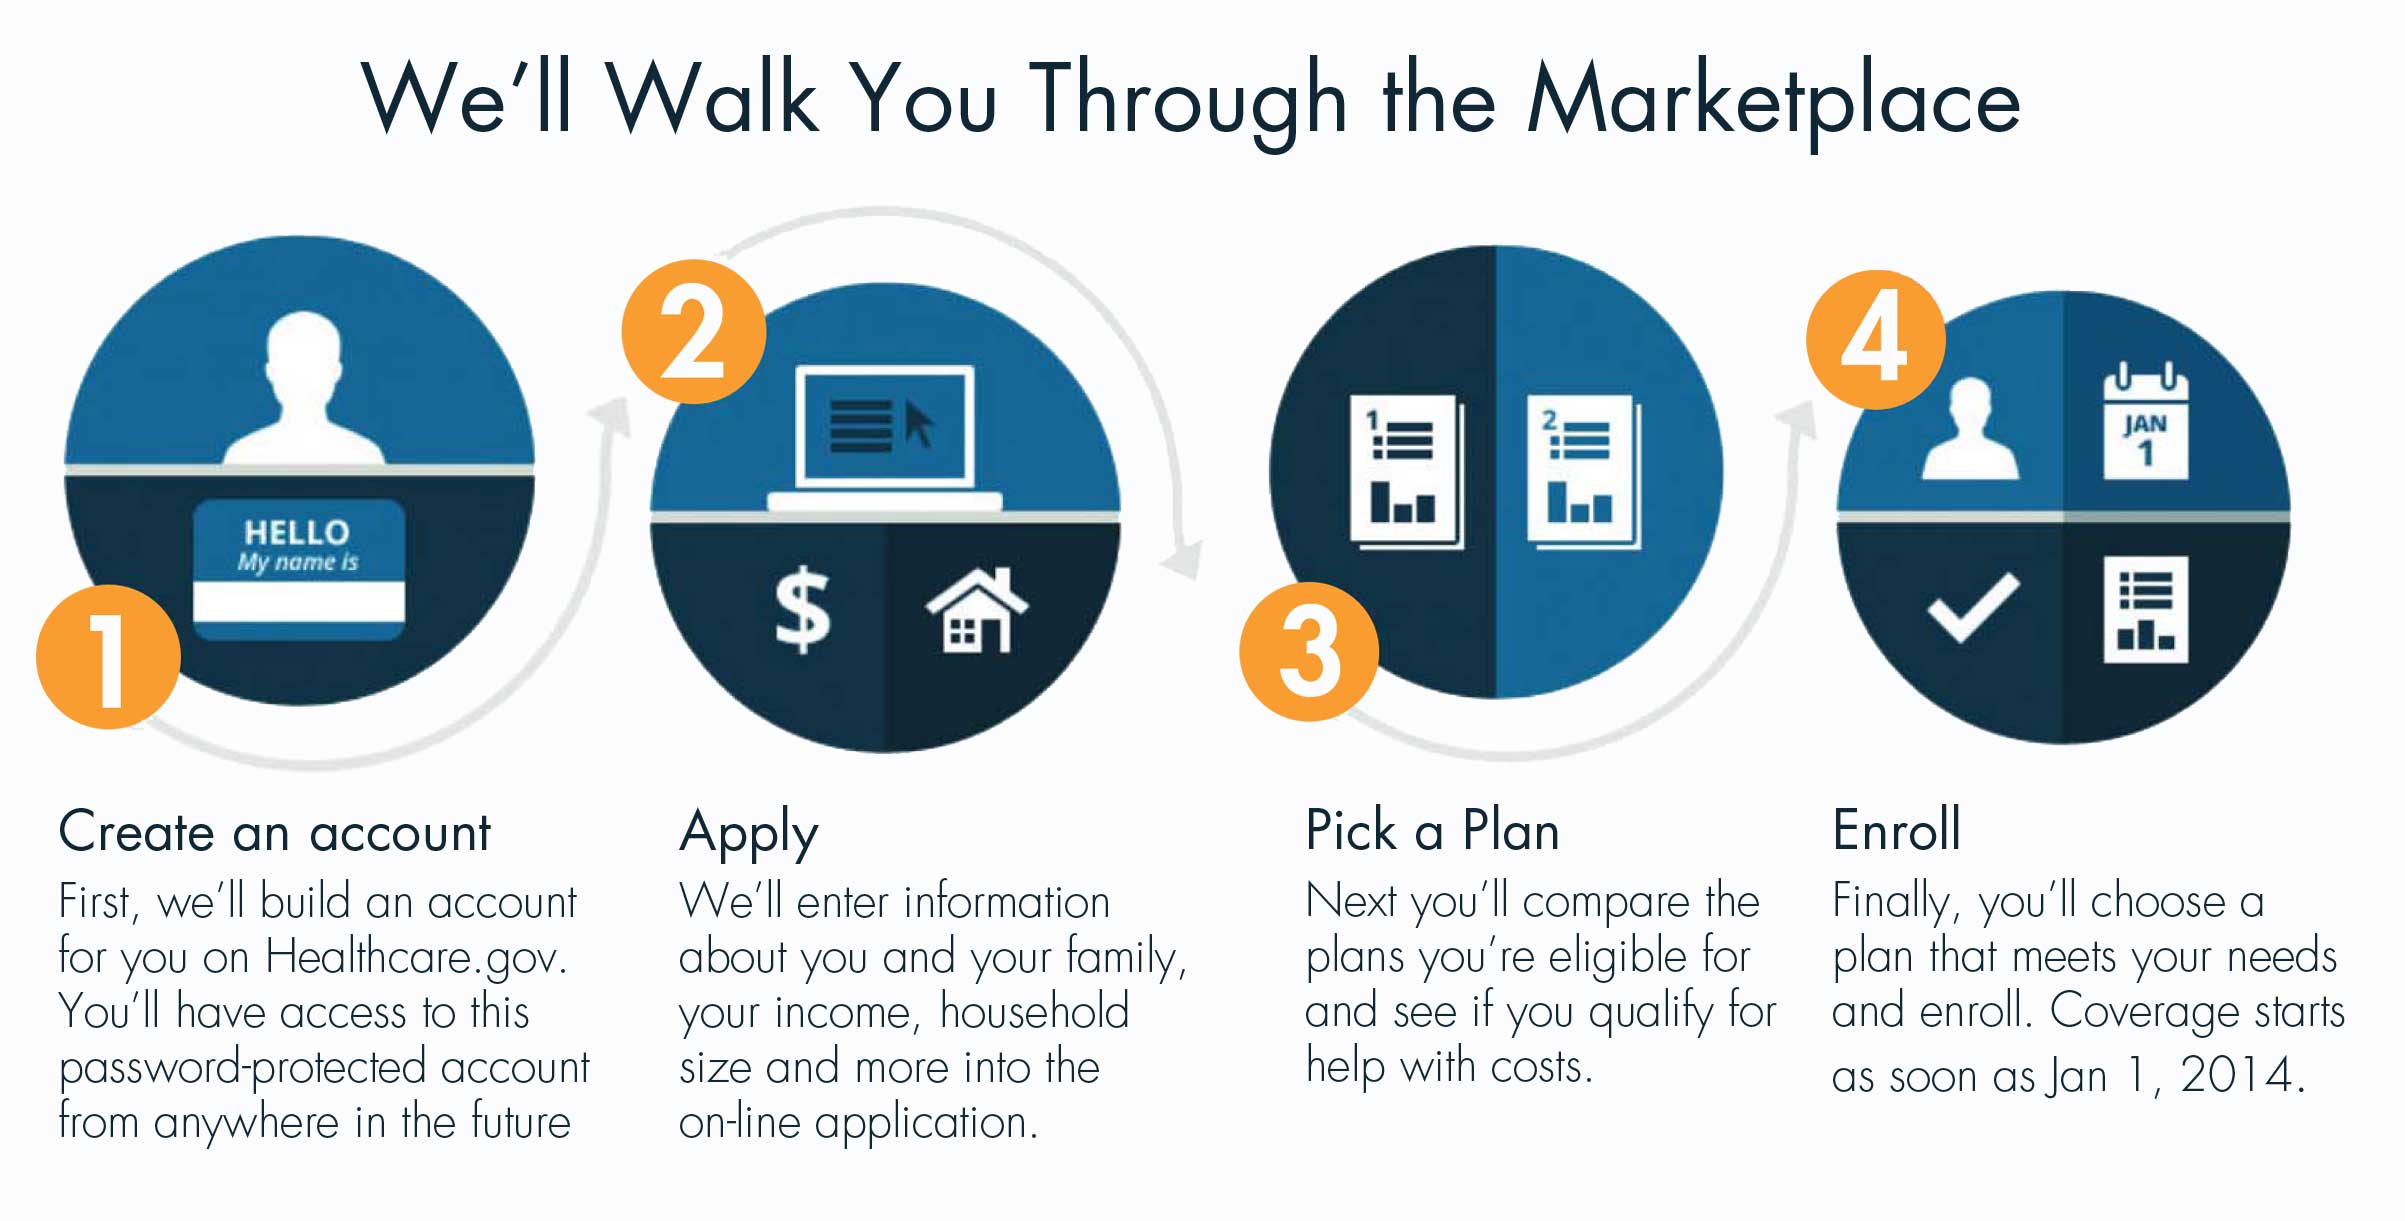 We’ll Walk You Through the Marketplace
1
HELLO
My name is
2
$
3
1
2
4
JAN
1
Create an account
First, we’ll build an account
for you on Healthcare.gov.
You’ll have access to this
password-protected account
from anywhere in the future
Apply
We’ll enter information
about you and your family,
your income, household
size and more into the
on-line application.
Pick a Plan
Next you’ll compare the
plans you’re eligible for
and see if you qualify for
help with costs.
Enroll
Finally, you’ll choose a
plan that meets your needs
and enroll. Coverage starts
as soon as Jan 1, 2014.